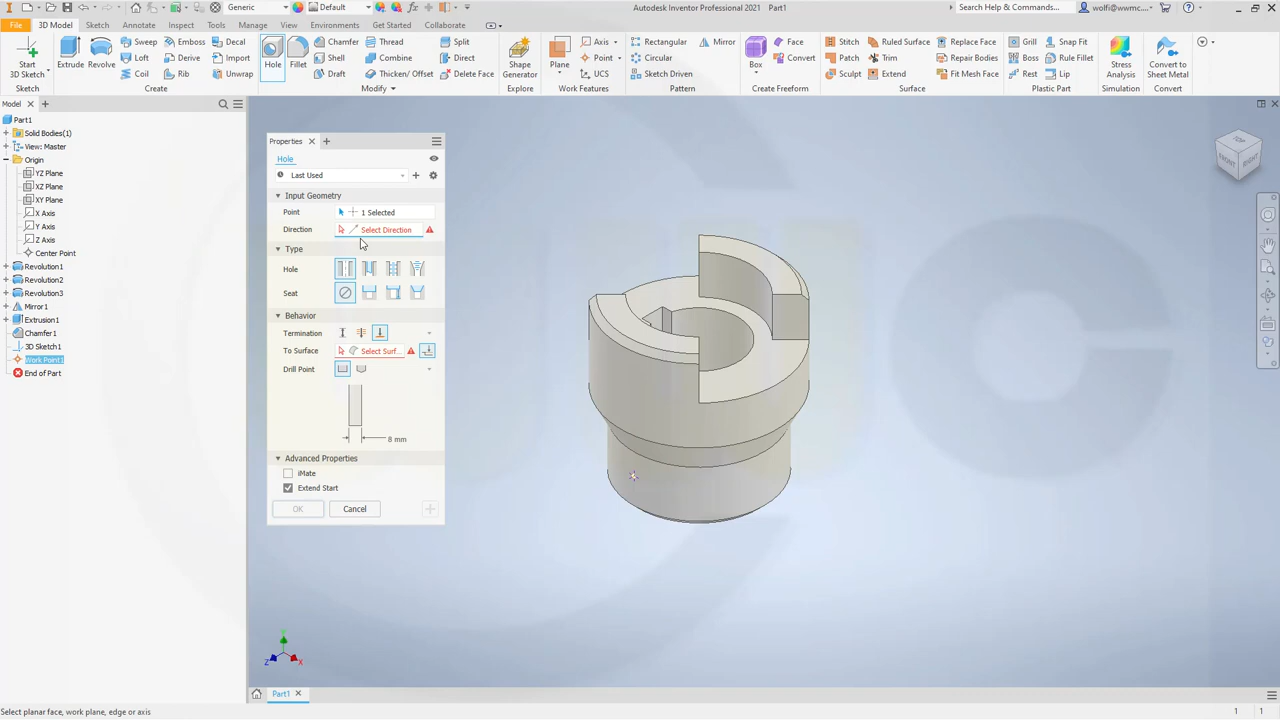 Generic
Default
Autodesk Inventor Professional 2021 Part1
Search Help & Commands...
wolfi@wwmc...
File
3D Model
Sketch
Annotate
Inspect
Tools
Manage
View
Environments
Get Started
Collaborate
Start
3D Sketch
Sketch
Extrude
Revolve
Sweep
Loft
Coil
Emboss
Derive
Rib
Decal
Import
Unwrap
Create
Hole
Fillet
Chamfer
Shell
Draft
Thread
Combine
Thicken/ Offset
Split
Direct
Delete Face
Modify
Shape
Generator
Explore
Plane
Axis
Point
UCS
Work Features
Rectangular
Circular
Sketch Driven
Mirror
Pattern
Box
Face
Convert
Create Freeform
Stitch
Patch
Sculpt
Ruled Surface
Trim
Extend
Replace Face
Repair Bodies
Fit Mesh Face
Surface
Grill
Boss
Rest
Snap Fit
Rule Fillet
Lip
Plastic Part
Stress
Analysis
Simulation
Convert to
Sheet Metal
Convert
Model
Part1
Solid Bodies(1)
View: Master
Origin
YZ Plane
XZ Plane
XY Plane
X Axis
Y Axis
Z Axis
Center Point
Revolution1
Revolution2
Revolution3
Mirror1
Extrusion1
Chamfer1
3D Sketch1
Work Point1
End of Part
Properties
Hole
Last Used
Input Geometry
Point 1 Selected
Direction Select Direction
Type
Hole
Seat
Behavior
Termination
To Surface Select Surf...
Drill Point
8 mm
Advanced Properties
iMate
Extend Start
OK Cancel
TOP
FRONT
RIGHT
Z
X
Part1
Select planar face, work plane, edge or axis
1 1